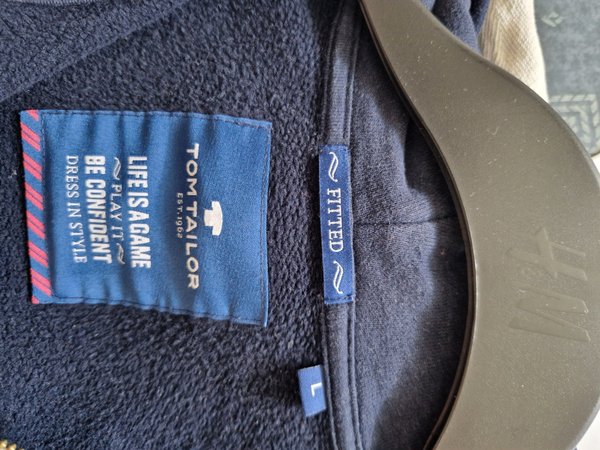 TOM TAILOR
EST. 1962
LIFE IS A GAME
~ PLAY IT ~
BE CONFIDENT
DRESS IN STYLE
~ FITTED ~
L